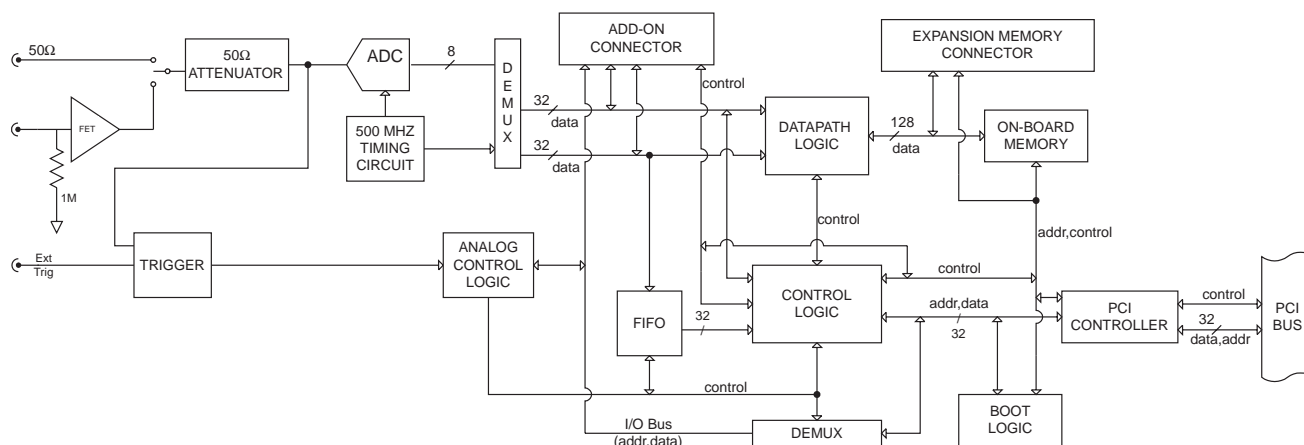 50Ω
50Ω
ATTENUATOR
ADC
8
DEMUX
ADD-ON
CONNECTOR
control
EXPANSION MEMORY
CONNECTOR
FET
1M
500 MHZ
TIMING
CIRCUIT
32
data
32
data
DATAPATH
LOGIC
128
data
ON-BOARD
MEMORY
control
addr,control
Ext
Trig
TRIGGER
ANALOG
CONTROL
LOGIC
FIFO
32
CONTROL
LOGIC
control
addr,data
32
PCI
CONTROLLER
control
32
data,addr
PCI
BUS
control
I/O Bus
(addr,data)
DEMUX
BOOT
LOGIC